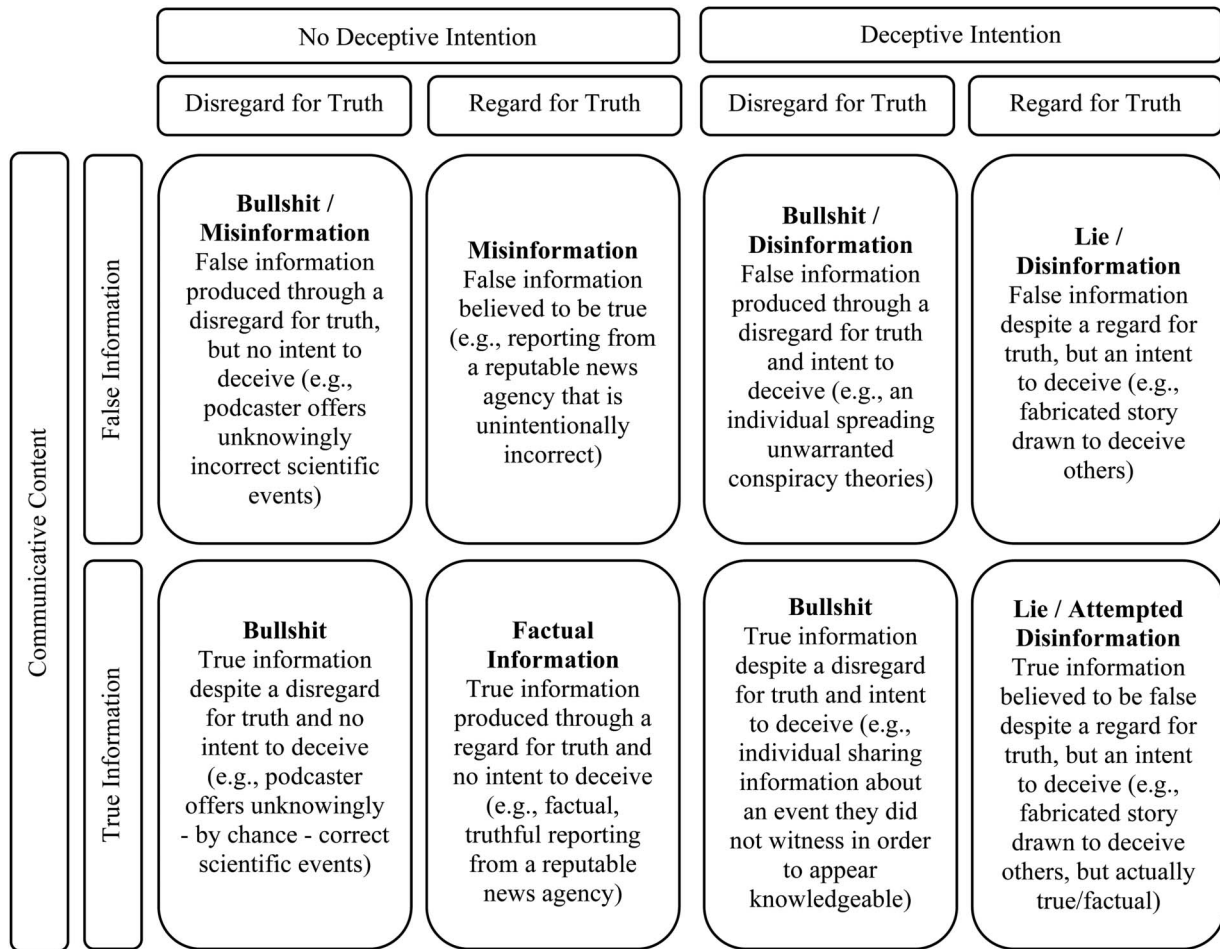 No Deceptive Intention
Deceptive Intention
Disregard for Truth
Regard for Truth
Disregard for Truth
Regard for Truth
Communicative Content
False Information
Bullshit /
Misinformation
False information
produced through a
disregard for truth,
but no intent to
deceive (e.g.,
podcaster offers
unknowingly
incorrect scientific
events)
Misinformation
False information
believed to be true
(e.g., reporting from
a reputable news
agency that is
unintentionally
incorrect)
Bullshit /
Disinformation
False information
produced through a
disregard for truth
and intent to
deceive (e.g., an
individual spreading
unwarranted
conspiracy theories)
Lie /
Disinformation
False information
despite a regard for
truth, but an intent
to deceive (e.g.,
fabricated story
drawn to deceive
others)
True Information
Bullshit
True information
despite a disregard
for truth and no
intent to deceive
(e.g., podcaster
offers unknowingly
- by chance - correct
scientific events)
Factual
Information
True information
produced through a
regard for truth and
no intent to deceive
(e.g., factual,
truthful reporting
from a reputable
news agency)
Bullshit
True information
despite a disregard
for truth and intent
to deceive (e.g.,
individual sharing
information about
an event they did
not witness in order
to appear
knowledgeable)
Lie / Attempted
Disinformation
True information
believed to be false
despite a regard for
truth, but an intent
to deceive (e.g.,
fabricated story
drawn to deceive
others, but actually
true/factual)